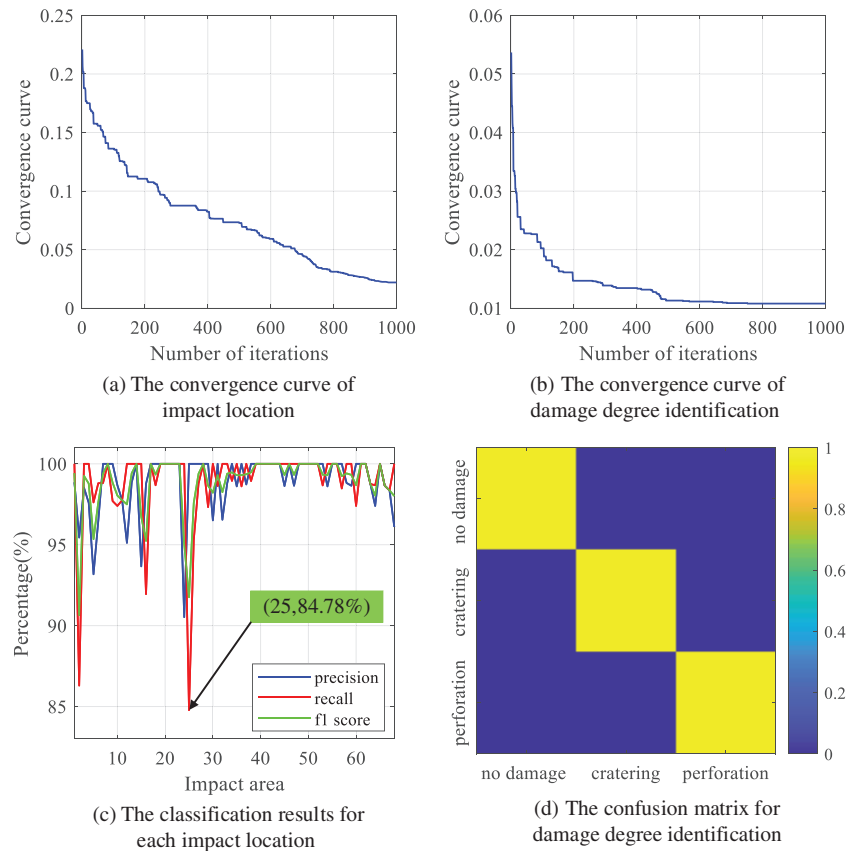 0.25
0.2
0.15
0.1
0.05
0
Convergence curve
0 200 400 600 800 1000
Number of iterations
(a) The convergence curve of
impact location
0.06
0.05
0.04
0.03
0.02
0.01
Convergence curve
0 200 400 600 800 1000
Number of iterations
(b) The convergence curve of
damage degree identification
100
95
90
85
Percentage(%)
(25,84.78%)
precision
recall
f1 score
10 20 30 40 50 60
Impact area
(c) The classification results for
each impact location
no damage
cratering
perforation
no damage cratering perforation
1
0.8
0.6
0.4
0.2
0
(d) The confusion matrix for
damage degree identification